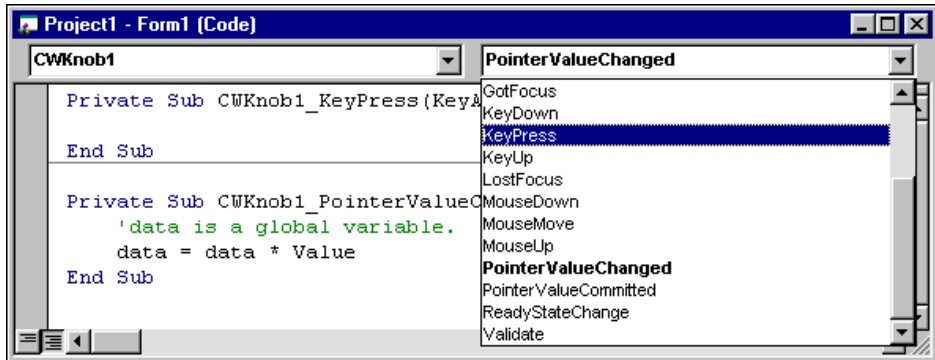 Project1 - Form1 (Code)
CWKnob1
PointerValueChanged
Private Sub CWKnob1_KeyPress(KeyA
End Sub
Private Sub CWKnob1_PointerValueC
'data is a global variable.
data = data * Value
End Sub
GotFocus
KeyDown
KeyPress
KeyUp
LostFocus
MouseDown
MouseMove
MouseUp
PointerValueChanged
PointerValueCommitted
ReadyStateChange
Validate